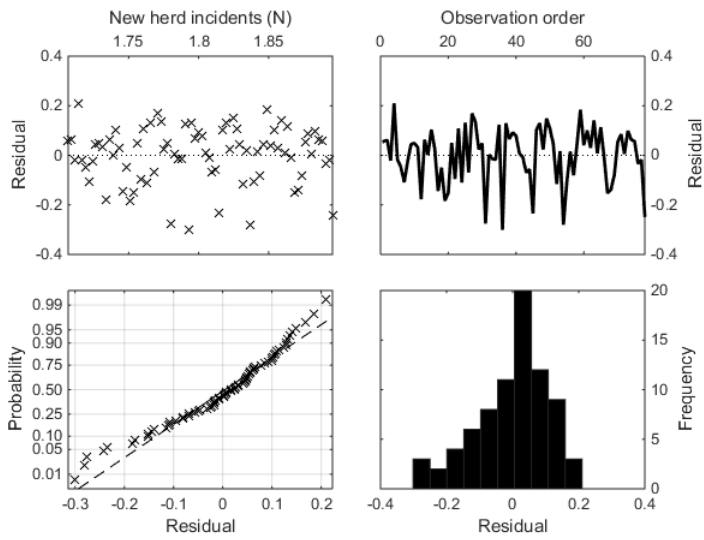 New herd incidents (N)
1.75 1.8 1.85
0.4
0.2
0
-0.2
-0.4
Residual
Observation order
0 20 40 60
0.4
0.2
0
-0.2
-0.4
Residual
0.99
0.95
0.90
0.75
0.50
0.25
0.10
0.05
0.01
Probability
-0.3 -0.2 -0.1 0 0.1 0.2
Residual
20
15
10
5
0
Frequency
-0.4 -0.2 0 0.2 0.4
Residual